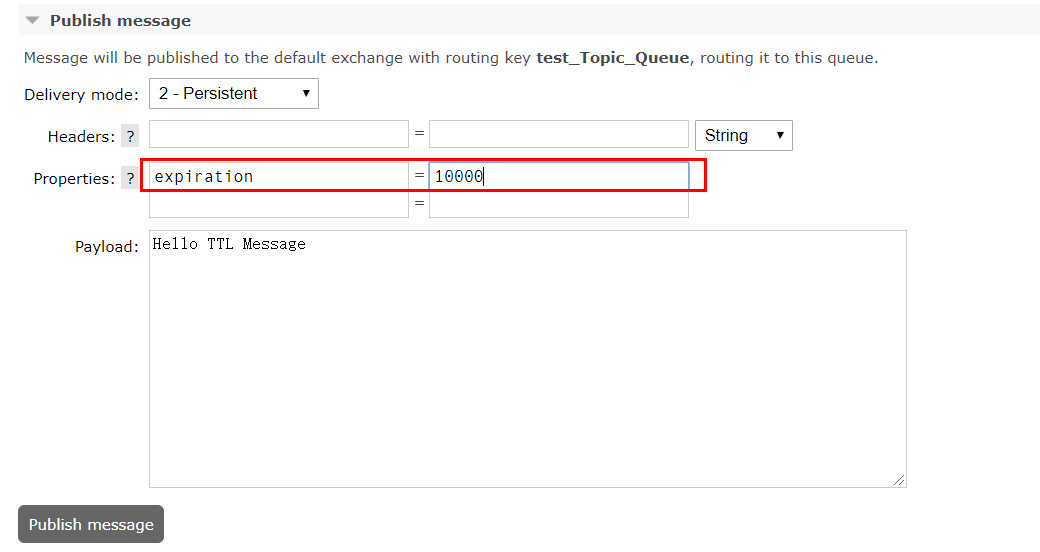 Publish message
Message will be published to the default exchange with routing key test_Topic_Queue, routing it to this queue.
Delivery mode: 2 - Persistent
Headers: ? = String
Properties: ? expiration = 10000
=
Payload: Hello TTL Message
Publish message